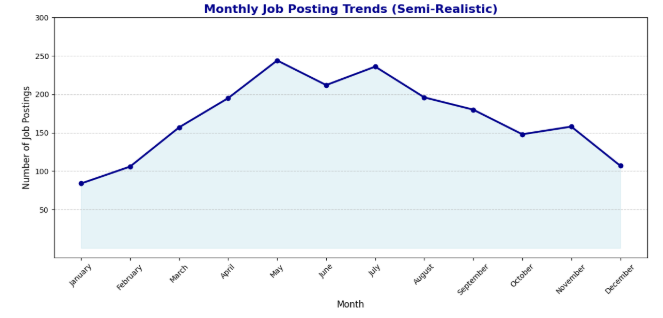 Monthly Job Posting Trends (Semi-Realistic)
300
250
200
150
100
50
Number of Job Postings
January
February
March
April
May
June
July
August
September
October
November
December
Month